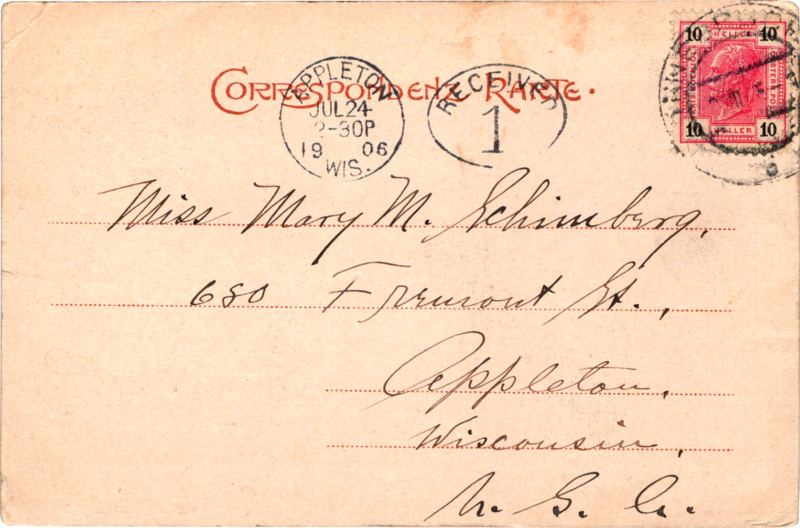 CORRESPONDENZ-KARTE.
APPLETON
JUL 24
2-30P
19 06
WIS.
RECEIVED
1
10 HELLER 10
10 HELLER 10
Miss Mary M. Schimberg,
680 Fremont St.,
Appleton,
Wisconsin,
U. S. A.